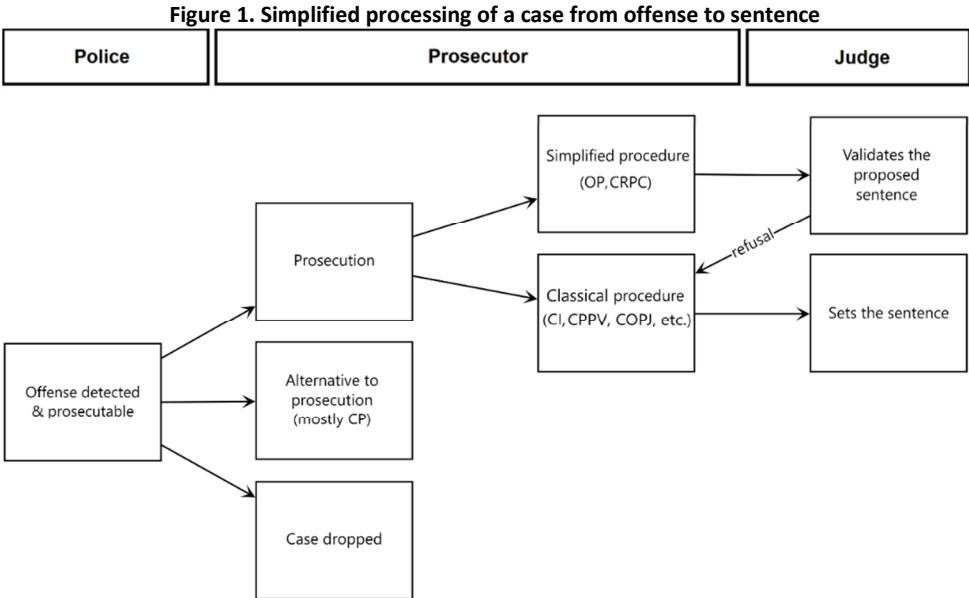 Figure 1. Simplified processing of a case from offense to sentence
Police
Prosecutor
Judge
Simplified procedure
(OP, CRPC)
Validates the
proposed
sentence
refusal
Prosecution
Classical procedure
(CI, CPPV, COPJ, etc.)
Sets the sentence
Offense detected
& prosecutable
Alternative to
prosecution
(mostly CP)
Case dropped